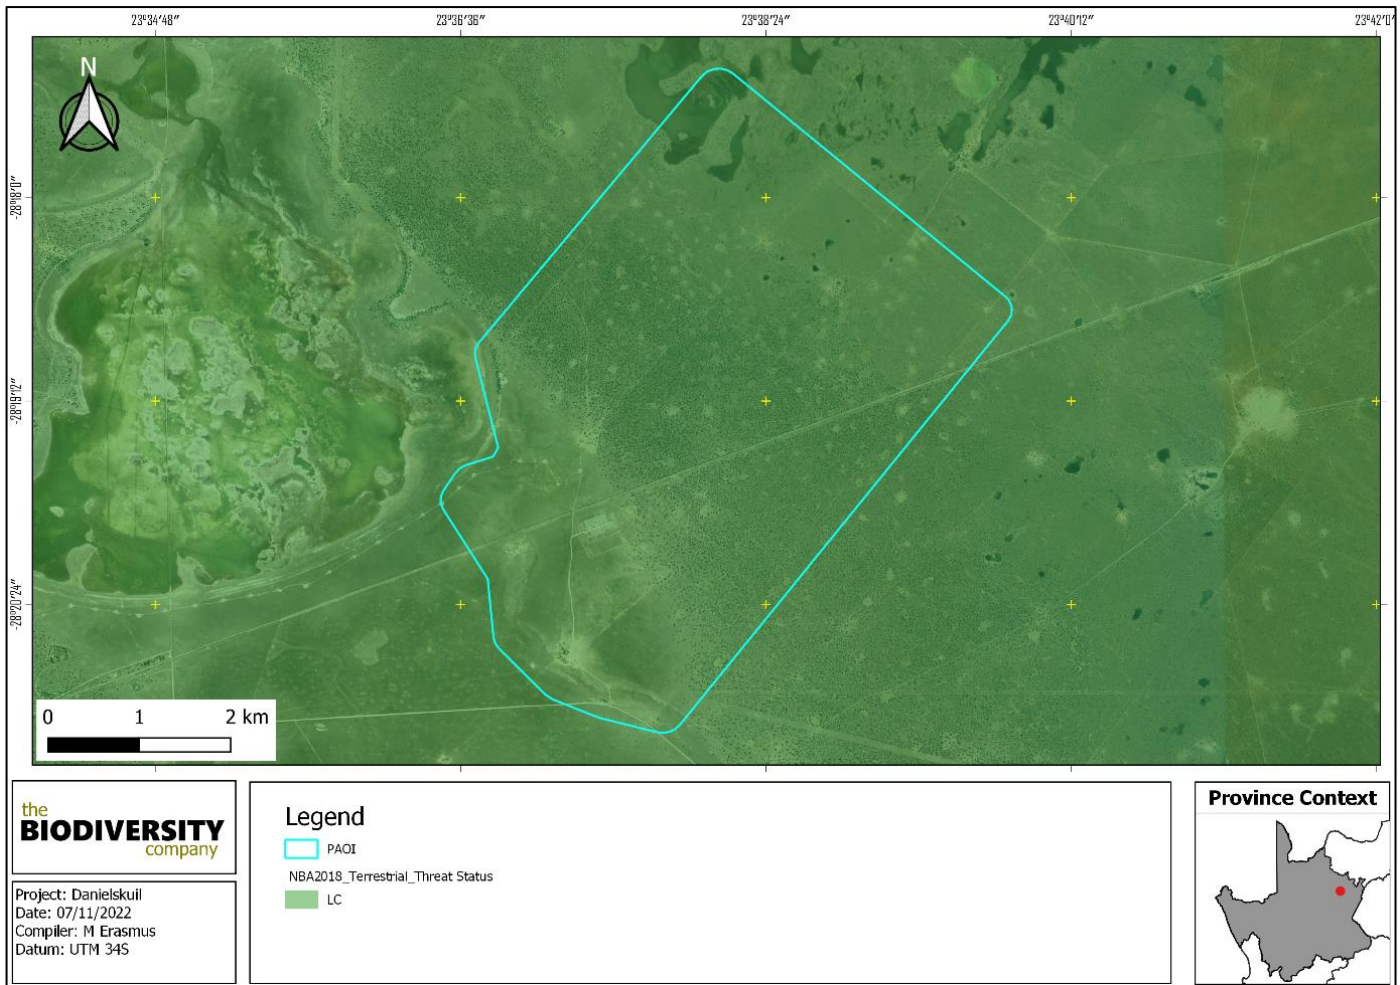 23°34'48" 23°36'36" 23°38'24" 23°40'12" 23°42'0"
N
-28°18'0"
-28°19'12"
-28°20'24"
0 1 2 km
the
BIODIVERSITY
company
Project: Danielskuil
Date: 07/11/2022
Compiler: M Erasmus
Datum: UTM 34S
Legend
PAOI
NBA2018_Terrestrial_Threat Status
LC
Province Context